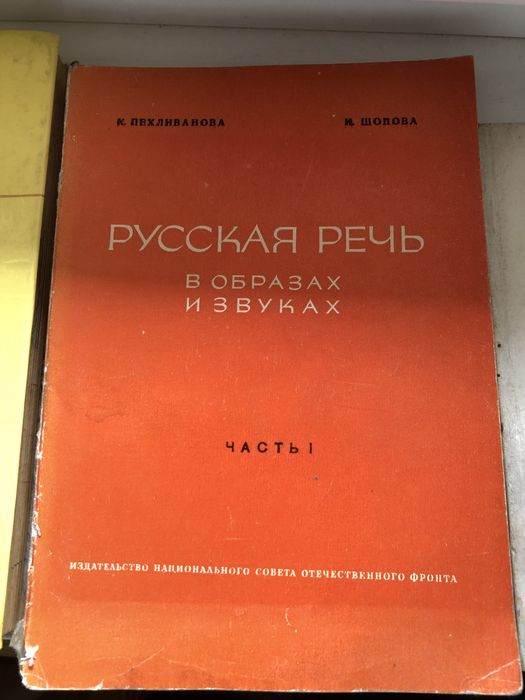 К. ПЕХЛИВАНОВА И. ШОПОВА
РУССКАЯ РЕЧЬ
В ОБРАЗАХ
И ЗВУКАХ
ЧАСТЬ I
ИЗДАТЕЛЬСТВО НАЦИОНАЛЬНОГО СОВЕТА ОТЕЧЕСТВЕННОГО ФРОНТА